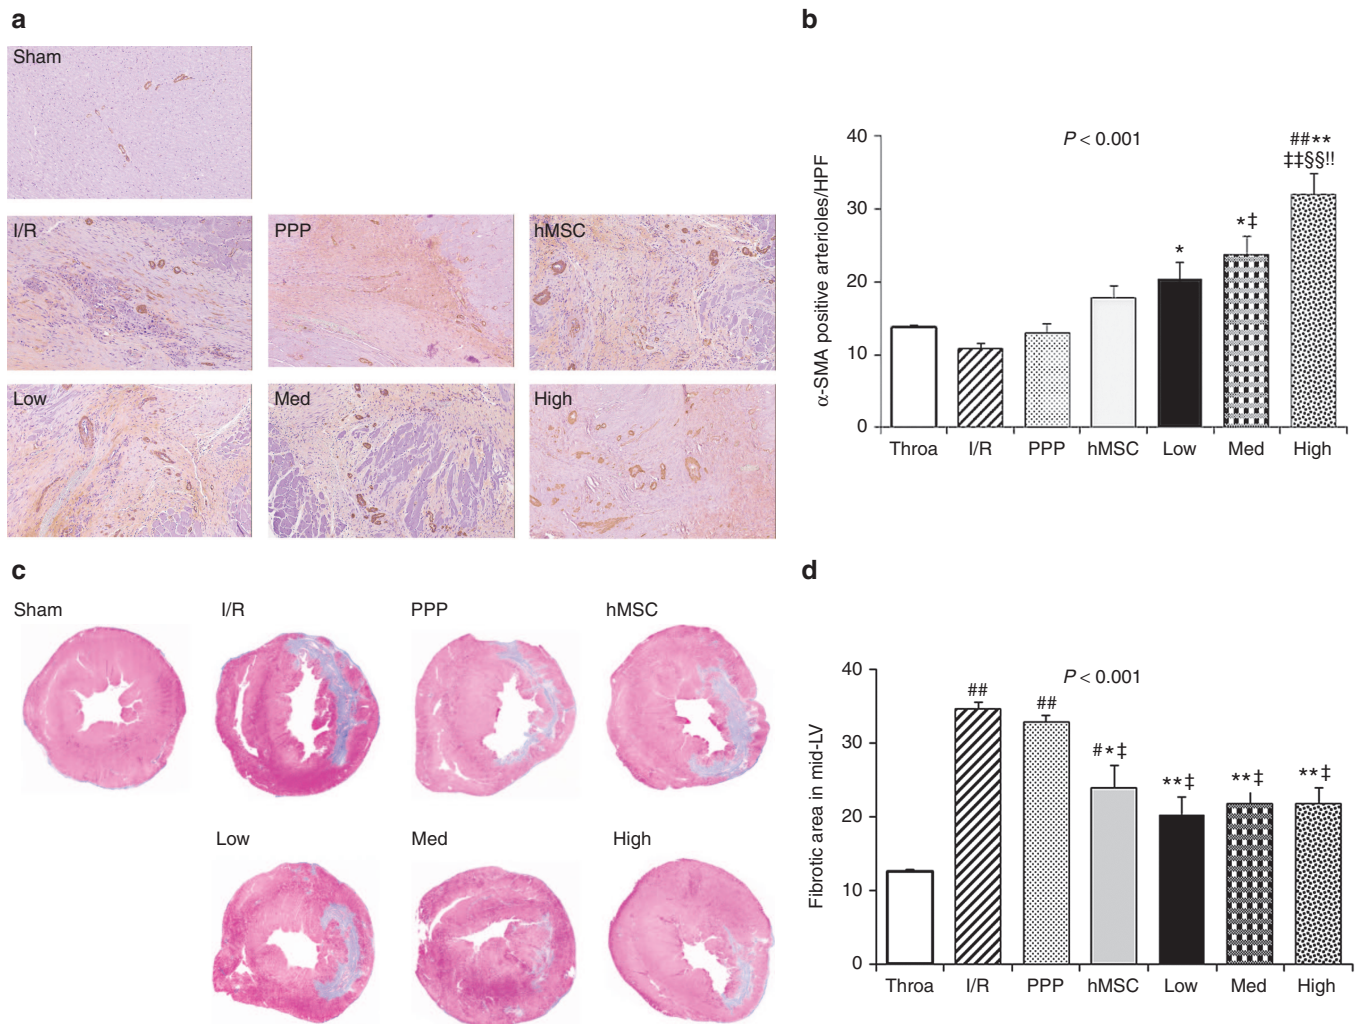 a
Sham
I/R
PPP
hMSC
Low
Med
High
b
α-SMA positive arterioles/HPF
40
30
20
10
0
P < 0.001
*
*‡
##**
‡‡§§!!
Throa
I/R
PPP
hMSC
Low
Med
High
c
Sham
I/R
PPP
hMSC
Low
Med
High
d
Fibrotic area in mid-LV
40
30
20
10
0
P < 0.001
##
##
#*‡
**‡
**‡
**‡
Throa
I/R
PPP
hMSC
Low
Med
High